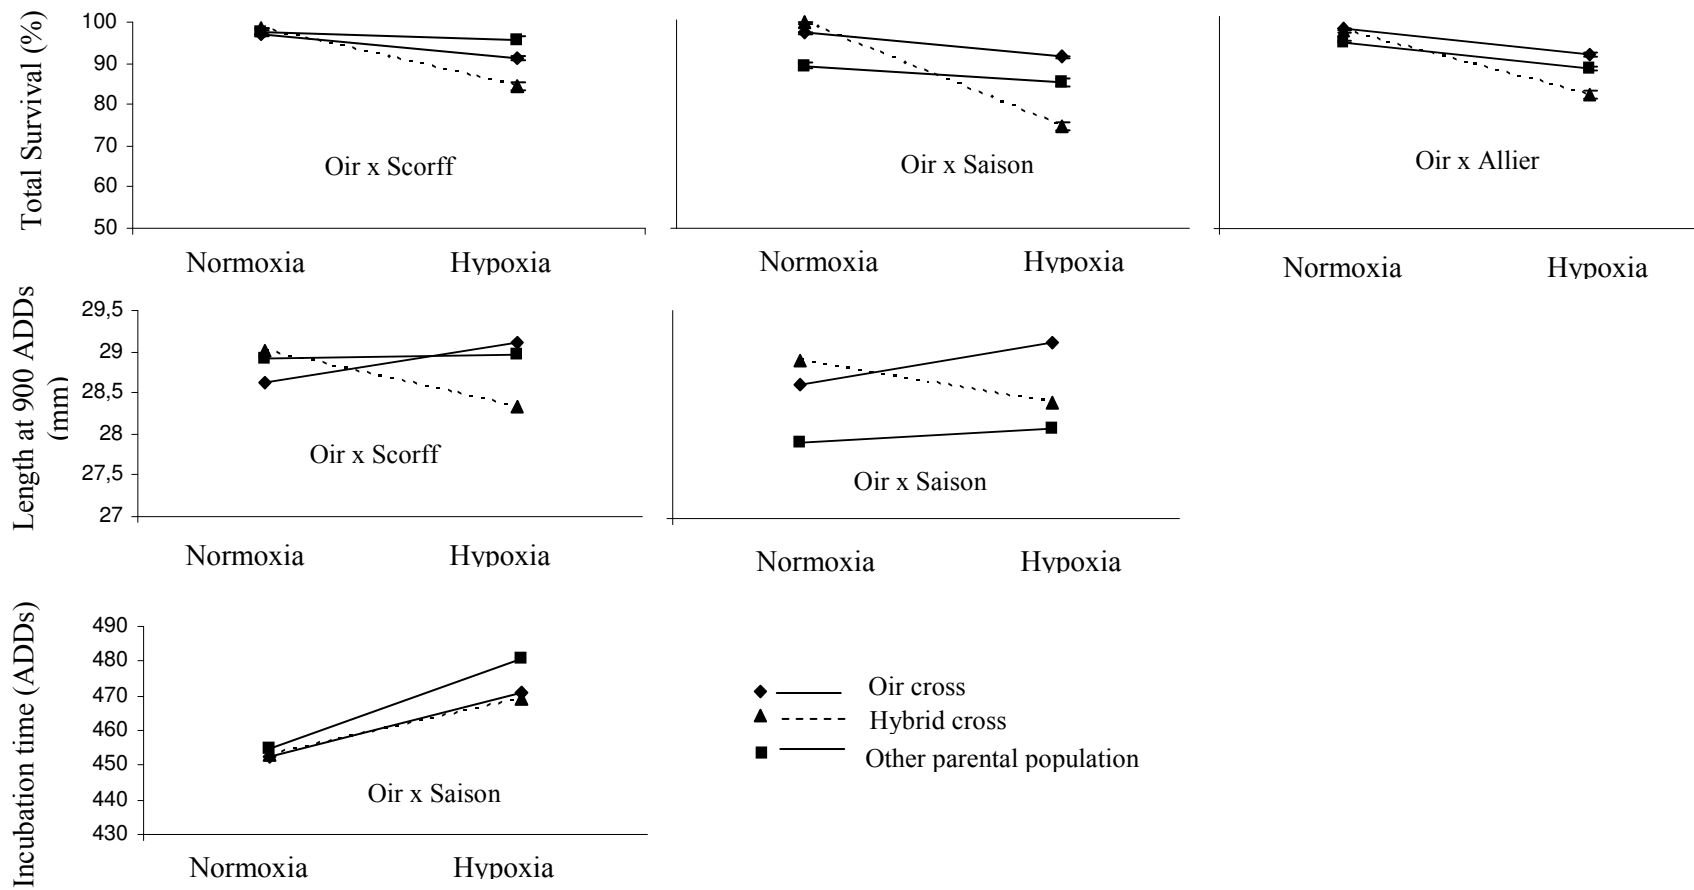 Total Survival (%)
100
90
80
70
60
50
Oir x Scorff
Normoxia
Hypoxia
Oir x Saison
Normoxia
Hypoxia
Oir x Allier
Normoxia
Hypoxia
Length at 900 ADDs
(mm)
29,5
29
28,5
28
27,5
27
Oir x Scorff
Normoxia
Hypoxia
Oir x Saison
Normoxia
Hypoxia
Incubation time (ADDs)
490
480
470
460
450
440
430
Oir x Saison
Normoxia
Hypoxia
Oir cross
Hybrid cross
Other parental population